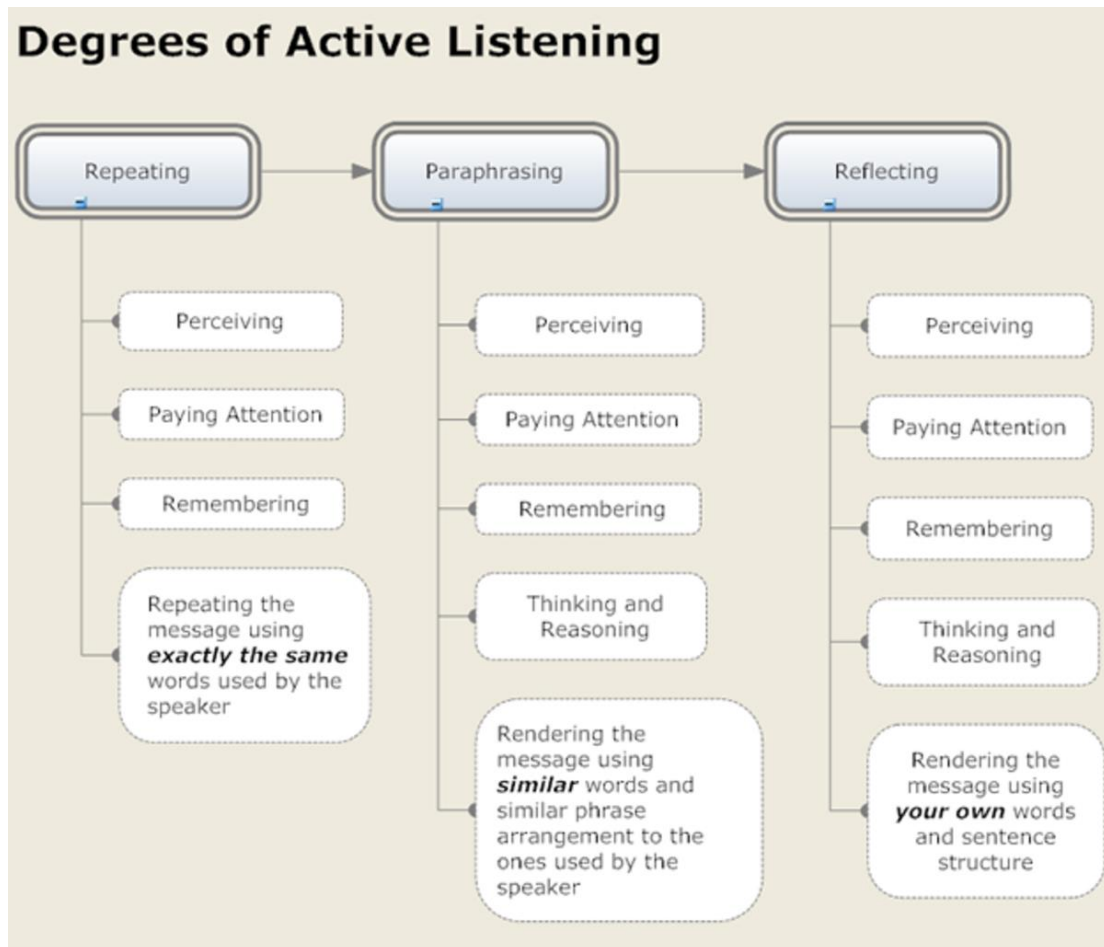 Degrees of Active Listening
Repeating
Paraphrasing
Reflecting
Perceiving
Paying Attention
Remembering
Repeating the
message using
exactly the same
words used by the
speaker
Perceiving
Paying Attention
Remembering
Thinking and
Reasoning
Rendering the
message using
similar words and
similar phrase
arrangement to the
ones used by the
speaker
Perceiving
Paying Attention
Remembering
Thinking and
Reasoning
Rendering the
message using
your own words
and sentence
structure